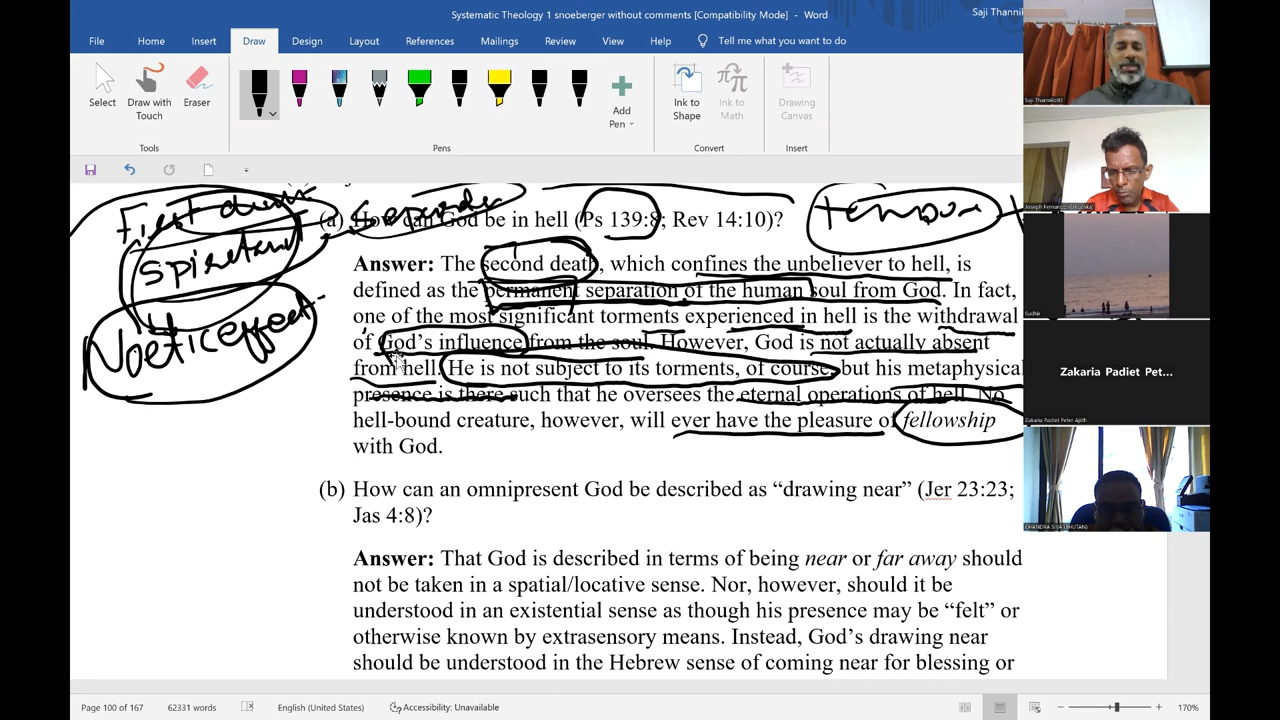 Systematic Theology 1 snoeberger without comments [Compatibility Mode] - Word
Saji Thannik
File Home Insert Draw Design Layout References Mailings Review View Help Tell me what you want to do
Select
Draw with Touch
Eraser
Add Pen
Ink to Shape
Ink to Math
Drawing Canvas
Tools
Pens
Convert
Insert
First death
Spiritual
Noetic effect
(a) How can God be in hell (Ps 139:8; Rev 14:10)?
Answer: The second death, which confines the unbeliever to hell, is
defined as the permanent separation of the human soul from God. In fact,
one of the most significant torments experienced in hell is the withdrawal
of God's influence from the soul. However, God is not actually absent
from hell. He is not subject to its torments, of course, but his metaphysical
presence is there such that he oversees the eternal operations of hell. No
hell-bound creature, however, will ever have the pleasure of fellowship
with God.
(b) How can an omnipresent God be described as “drawing near” (Jer 23:23;
Jas 4:8)?
Answer: That God is described in terms of being near or far away should
not be taken in a spatial/locative sense. Nor, however, should it be
understood in an existential sense as though his presence may be “felt” or
otherwise known by extrasensory means. Instead, God's drawing near
should be understood in the Hebrew sense of coming near for blessing or
Page 100 of 167
62331 words
English (United States)
Accessibility: Unavailable
170%
Zakaria Padiet Pet...
Zakaria Padiet Peter Ajith
CHANDRA SIVA (BHUTAN)
Sudhir